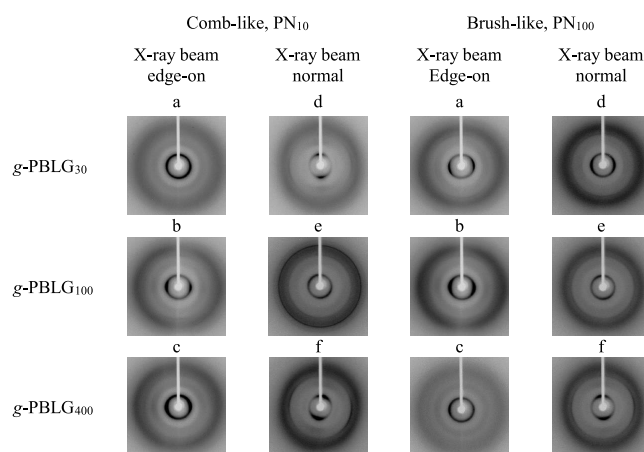 Comb-like, PN10 Brush-like, PN100
X-ray beam edge-on X-ray beam normal X-ray beam Edge-on X-ray beam normal
a d a d
g-PBLG30
b e b e
g-PBLG100
c f c f
g-PBLG400